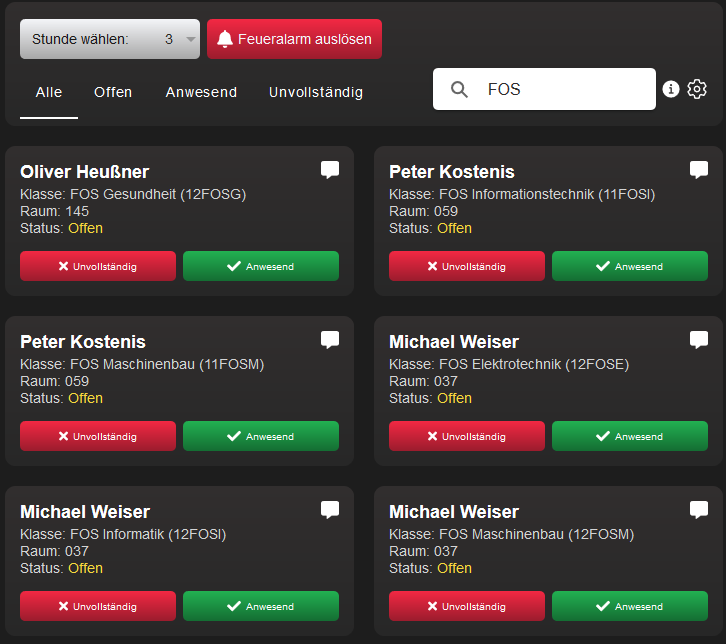 Stunde wählen: 3
Feueralarm auslösen
Alle
Offen
Anwesend
Unvollständig
FOS
Oliver Heußner
Klasse: FOS Gesundheit (12FOSG)
Raum: 145
Status: Offen
Unvollständig
Anwesend
Peter Kostenis
Klasse: FOS Informationstechnik (11FOSI)
Raum: 059
Status: Offen
Unvollständig
Anwesend
Peter Kostenis
Klasse: FOS Maschinenbau (11FOSM)
Raum: 059
Status: Offen
Unvollständig
Anwesend
Michael Weiser
Klasse: FOS Elektrotechnik (12FOSE)
Raum: 037
Status: Offen
Unvollständig
Anwesend
Michael Weiser
Klasse: FOS Informatik (12FOSI)
Raum: 037
Status: Offen
Unvollständig
Anwesend
Michael Weiser
Klasse: FOS Maschinenbau (12FOSM)
Raum: 037
Status: Offen
Unvollständig
Anwesend